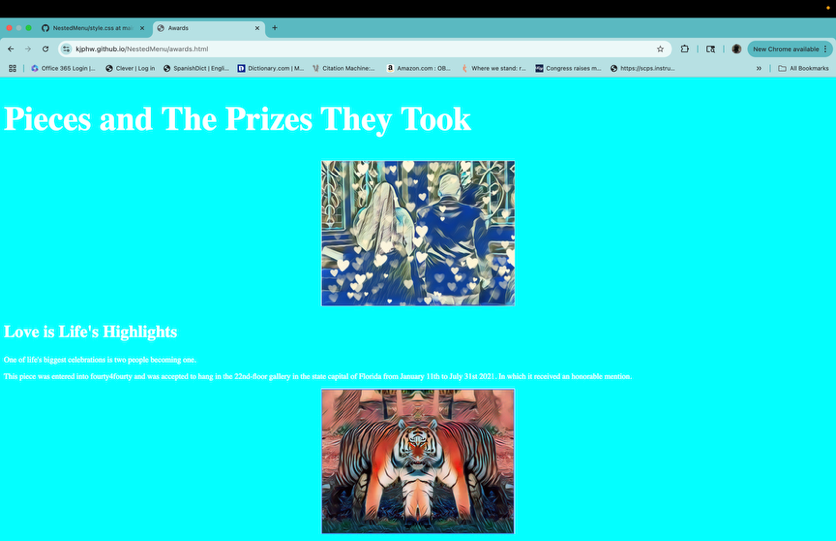 NestedMenu/style.css at mai
Awards
kjphw.github.io/NestedMenu/awards.html
New Chrome available
Office 365 Login |...
Clever | Log in
SpanishDict | Engli...
Dictionary.com | M...
Citation Machine:...
Amazon.com : OB...
Where we stand: r...
Congress raises m...
https://scps.instru...
All Bookmarks
Pieces and The Prizes They Took
Love is Life's Highlights
One of life's biggest celebrations is two people becoming one.
This piece was entered into fourty4fourty and was accepted to hang in the 22nd-floor gallery in the state capital of Florida from January 11th to July 31st 2021. In which it received an honorable mention.